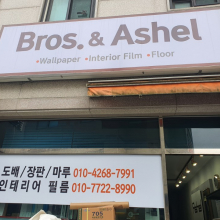 Bros. & Ashel
•Wallpaper •Interior Film •Floor
도배/장판/마루 010-4268-7991
인테리어 필름 010-7722-8990